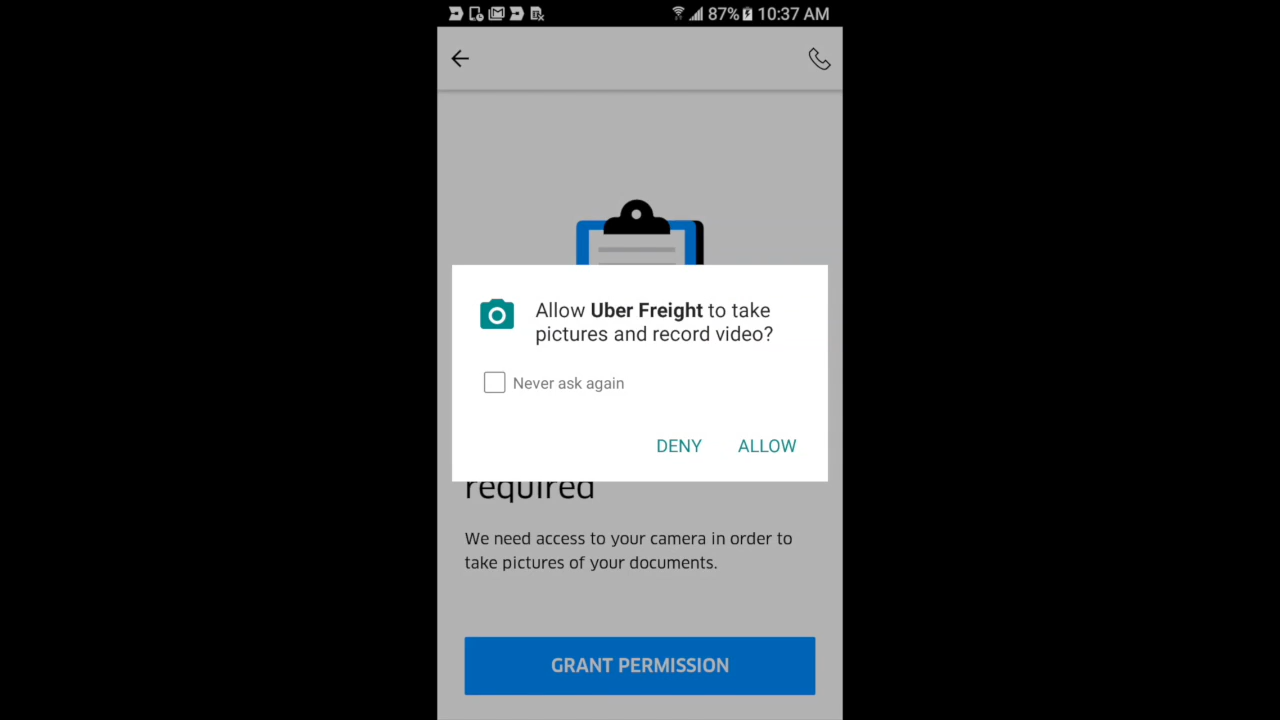 87% 10:37 AM
Allow Uber Freight to take
pictures and record video?
Never ask again
DENY ALLOW
required
We need access to your camera in order to
take pictures of your documents.
GRANT PERMISSION